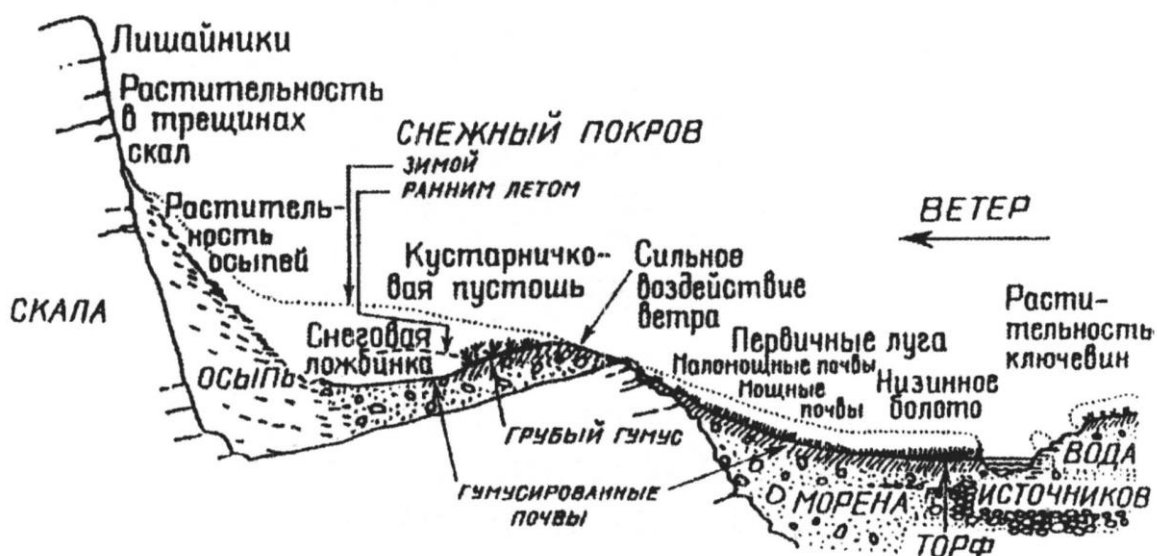 Лишайники
Растительность
в трещинах
скал
СНЕЖНЫЙ ПОКРОВ
ЗИМОЙ
РАННИМ ЛЕТОМ
Раститель-
ность
осыпей
ВЕТЕР
Кустарничко-
вая пустошь
Сильное
воздействие
ветра
СКАЛА
Снеговая
ложбинка
ОСЫПЬ
Первичные луга
Маломощные почвы
Мощные
почвы
Низинное
болото
Расти-
тельность
ключевин
ГРУБЫЙ ГУМУС
ГУМУСИРОВАННЫЕ
ПОЧВЫ
МОРЕНА
ВОДА
ИСТОЧНИКОВ
ТОРФ